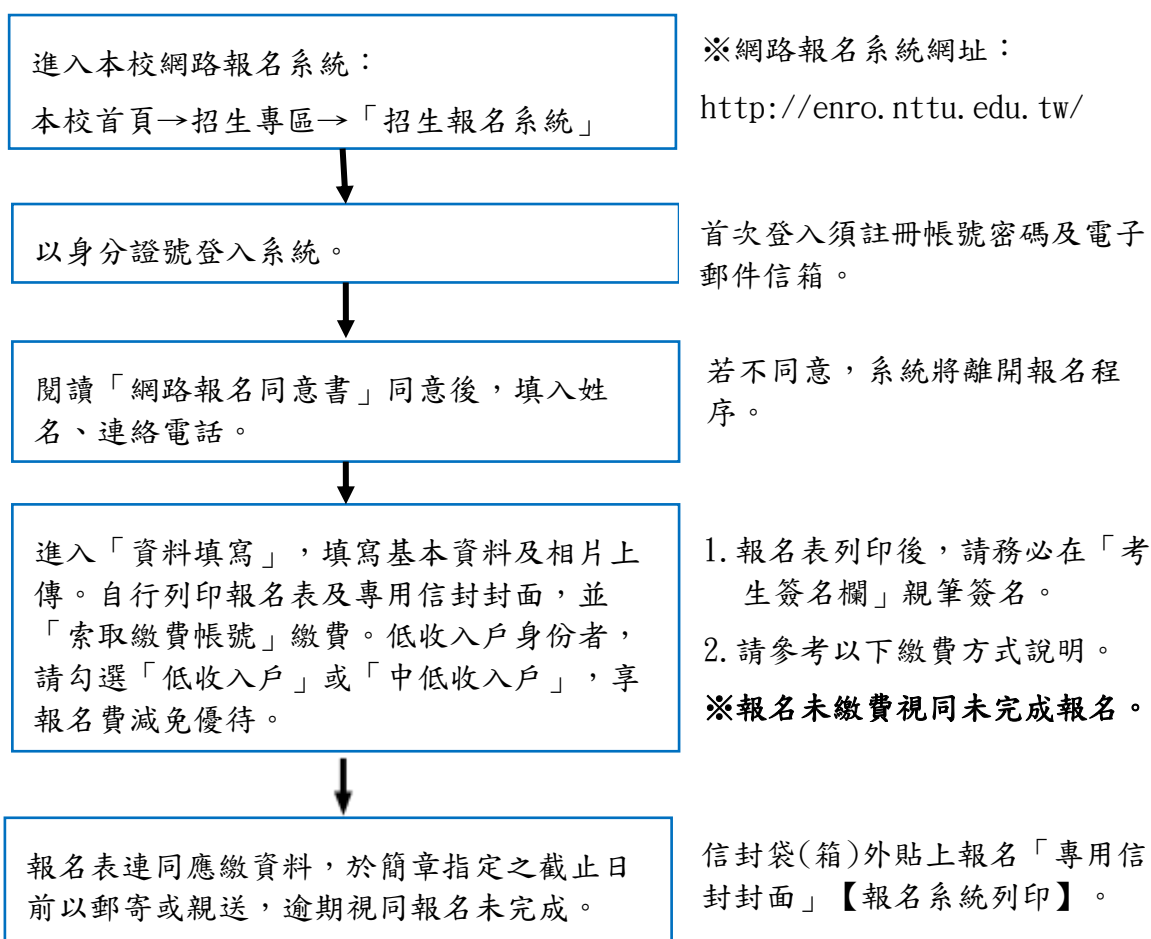 進入本校網路報名系統：
本校首頁→招生專區→「招生報名系統」
※網路報名系統網址：
http://enro.nttu.edu.tw/
以身分證號登入系統。
首次登入須註冊帳號密碼及電子
郵件信箱。
閱讀「網路報名同意書」同意後，填入姓
名、連絡電話。
若不同意，系統將離開報名程
序。
進入「資料填寫」，填寫基本資料及相片上
傳。自行列印報名表及專用信封封面，並
「索取繳費帳號」繳費。低收入戶身份者，
請勾選「低收入戶」或「中低收入戶」，享
報名費減免優待。
1.報名表列印後，請務必在「考
生簽名欄」親筆簽名。
2.請參考以下繳費方式說明。
※報名未繳費視同未完成報名。
報名表連同應繳資料，於簡章指定之截止日
前以郵寄或親送，逾期視同報名未完成。
信封袋(箱)外貼上報名「專用信
封封面」【報名系統列印】。